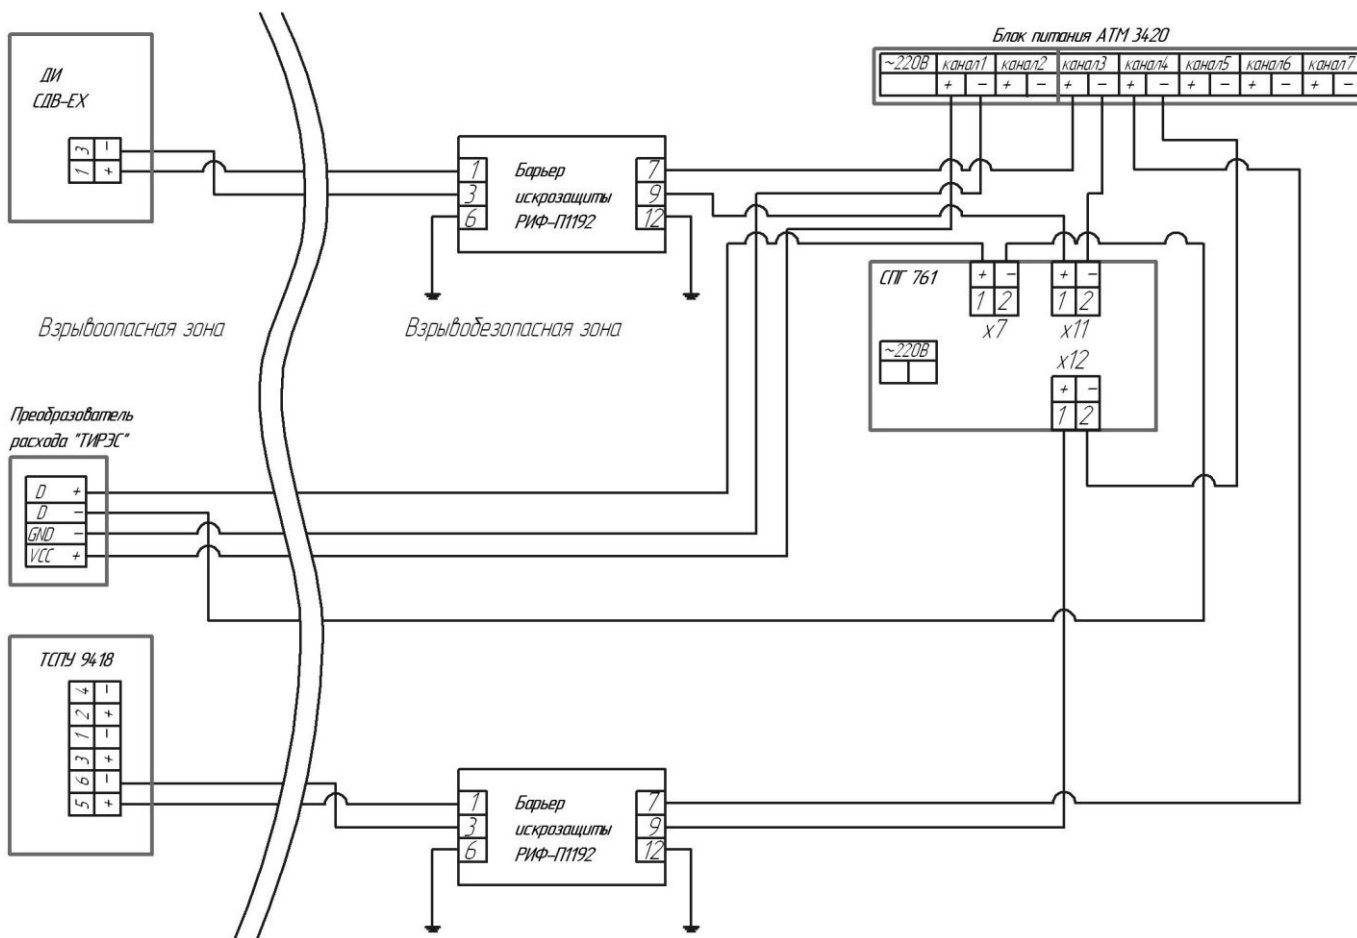 Блок питания АТМ 3420
~220В канал1 канал2 канал3 канал4 канал5 канал6 канал7
+ − + − + − + − + − + − + −
ДИ
СДВ-ЕХ
3 −
1 +
1 Барьер 7
3 искрозащиты 9
6 РИФ-П1192 12
СПГ 761
+ −
1 2
х7
+ −
1 2
х11
~220В
х12
+ −
1 2
Взрывоопасная зона
Взрывобезопасная зона
Преобразователь
расхода "ТИРЭС"
D +
D −
GND −
VCC +
ТСПУ 9418
4 −
2 +
1 −
3 +
6 −
5 +
1 Барьер 7
3 искрозащиты 9
6 РИФ-П1192 12